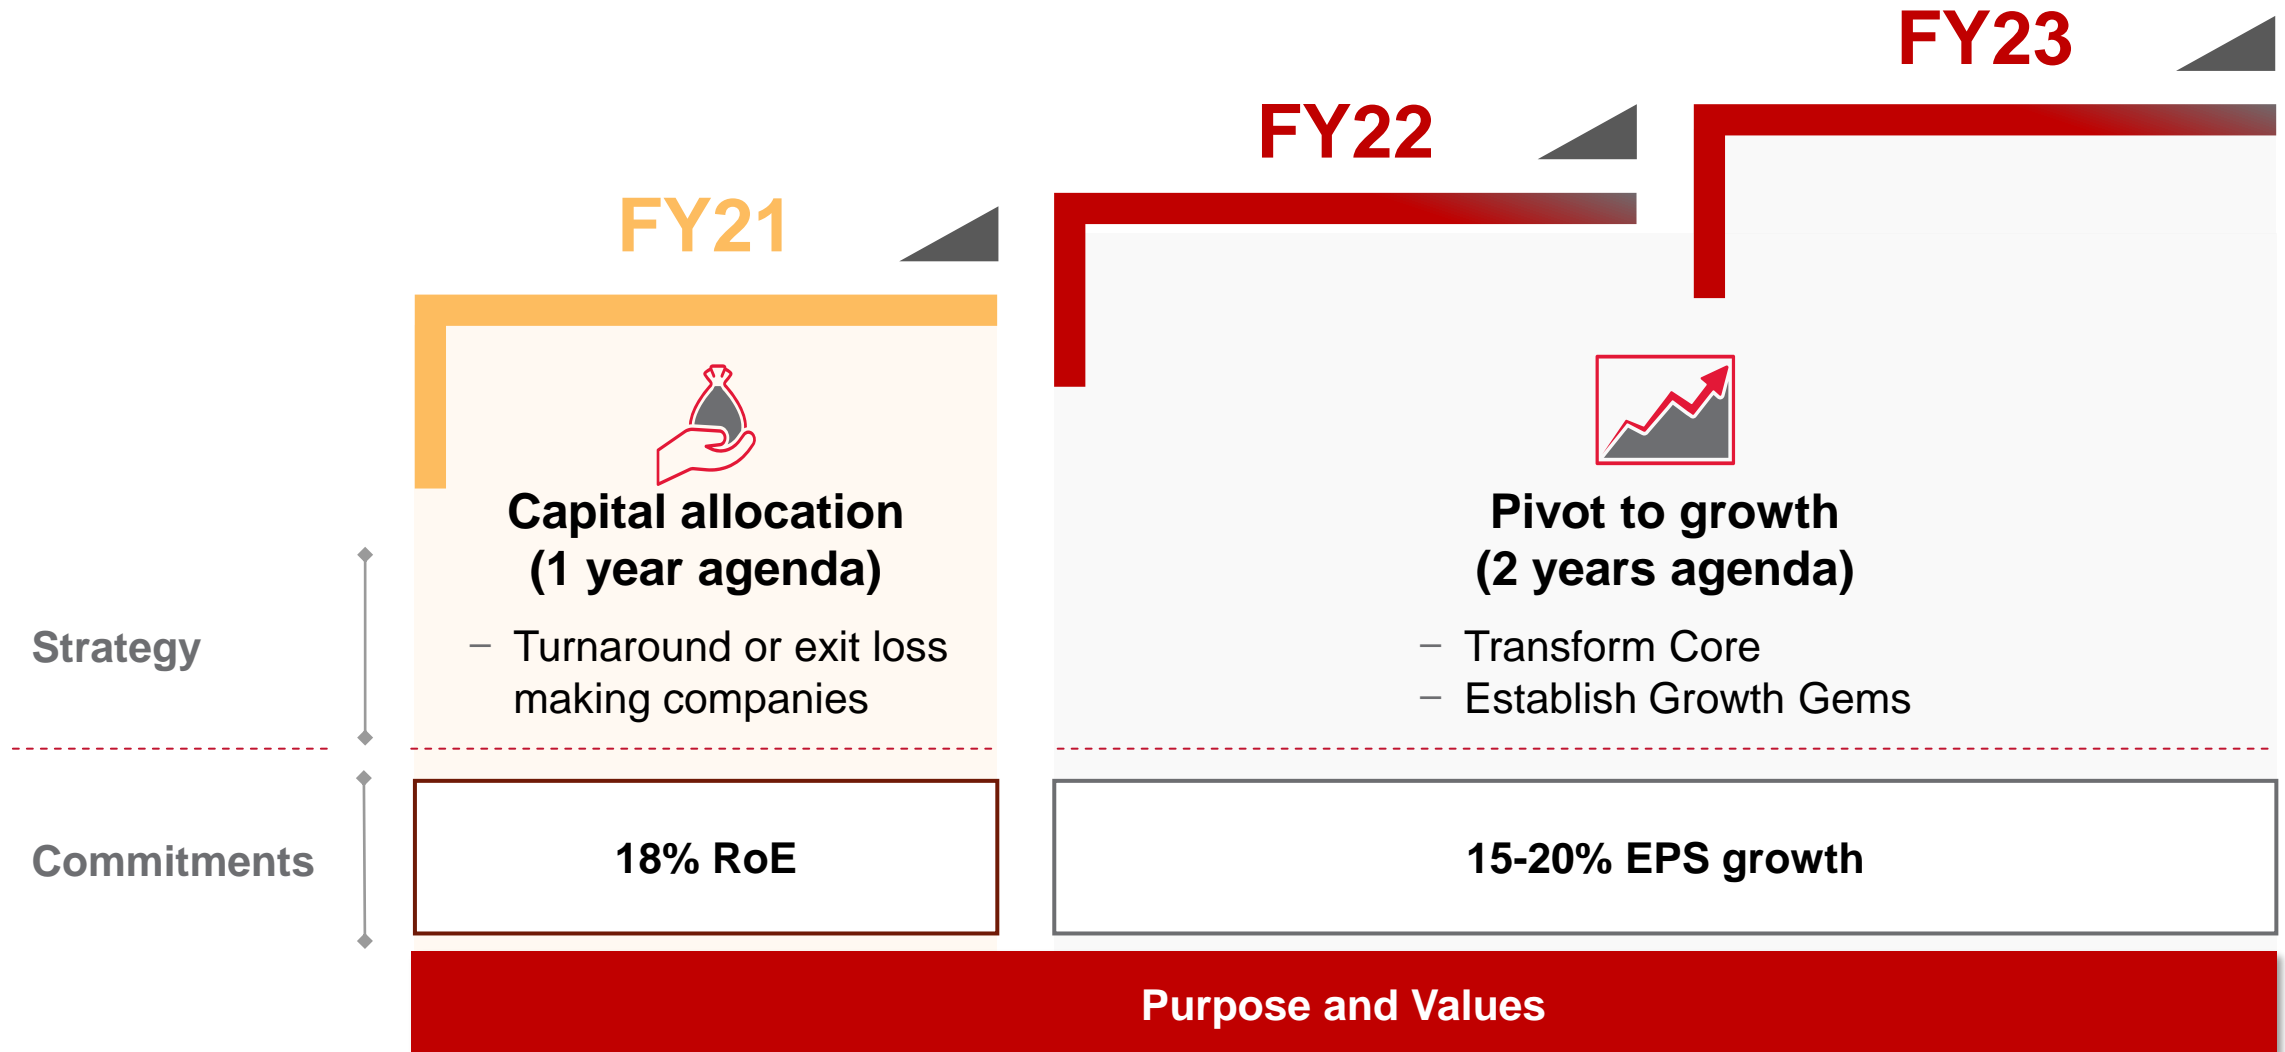 FY23
FY22
FY21
Capital allocation
(1 year agenda)
Pivot to growth
(2 years agenda)
Strategy
– Turnaround or exit loss
making companies
– Transform Core
– Establish Growth Gems
Commitments
18% RoE
15-20% EPS growth
Purpose and Values